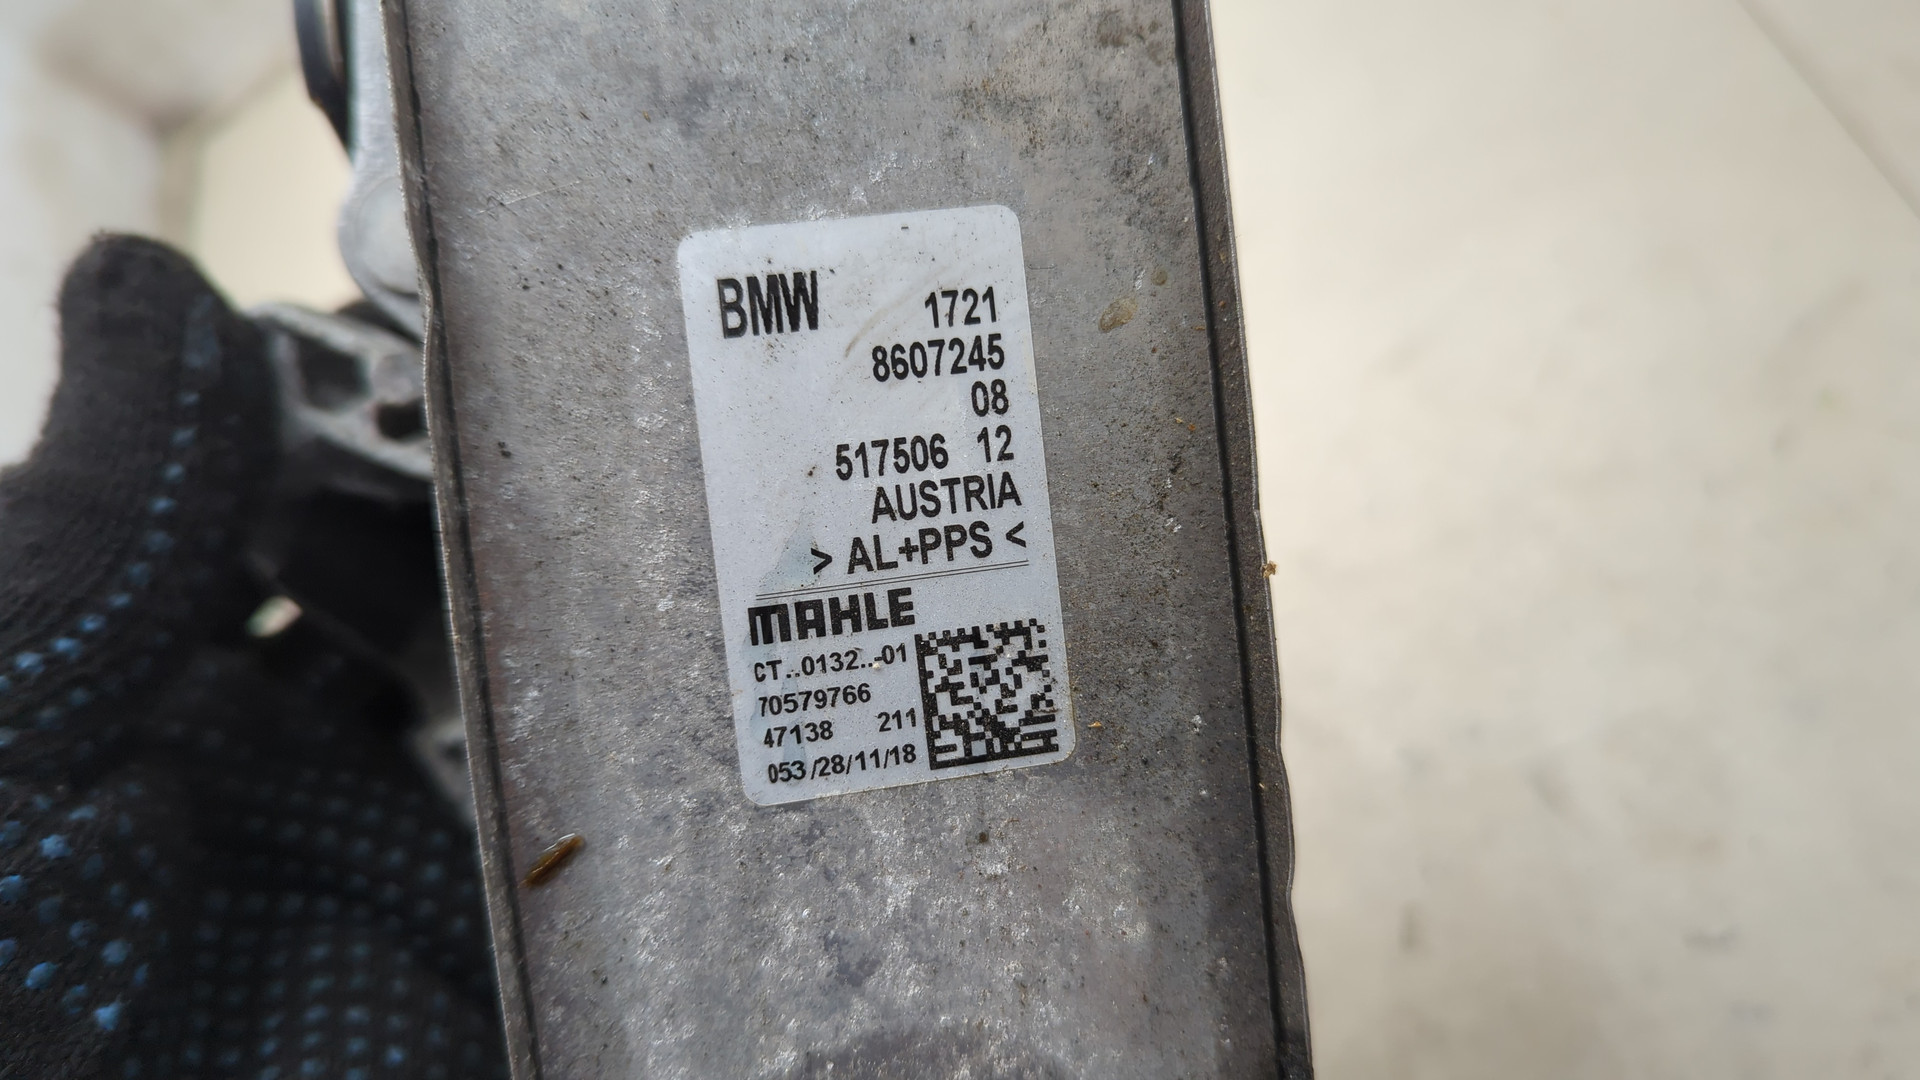 BMW 1721
8607245
08
517506 12
AUSTRIA
> AL+PPS <
MAHLE
CT..0132..-01
70579766
47138 211
053/28/11/18